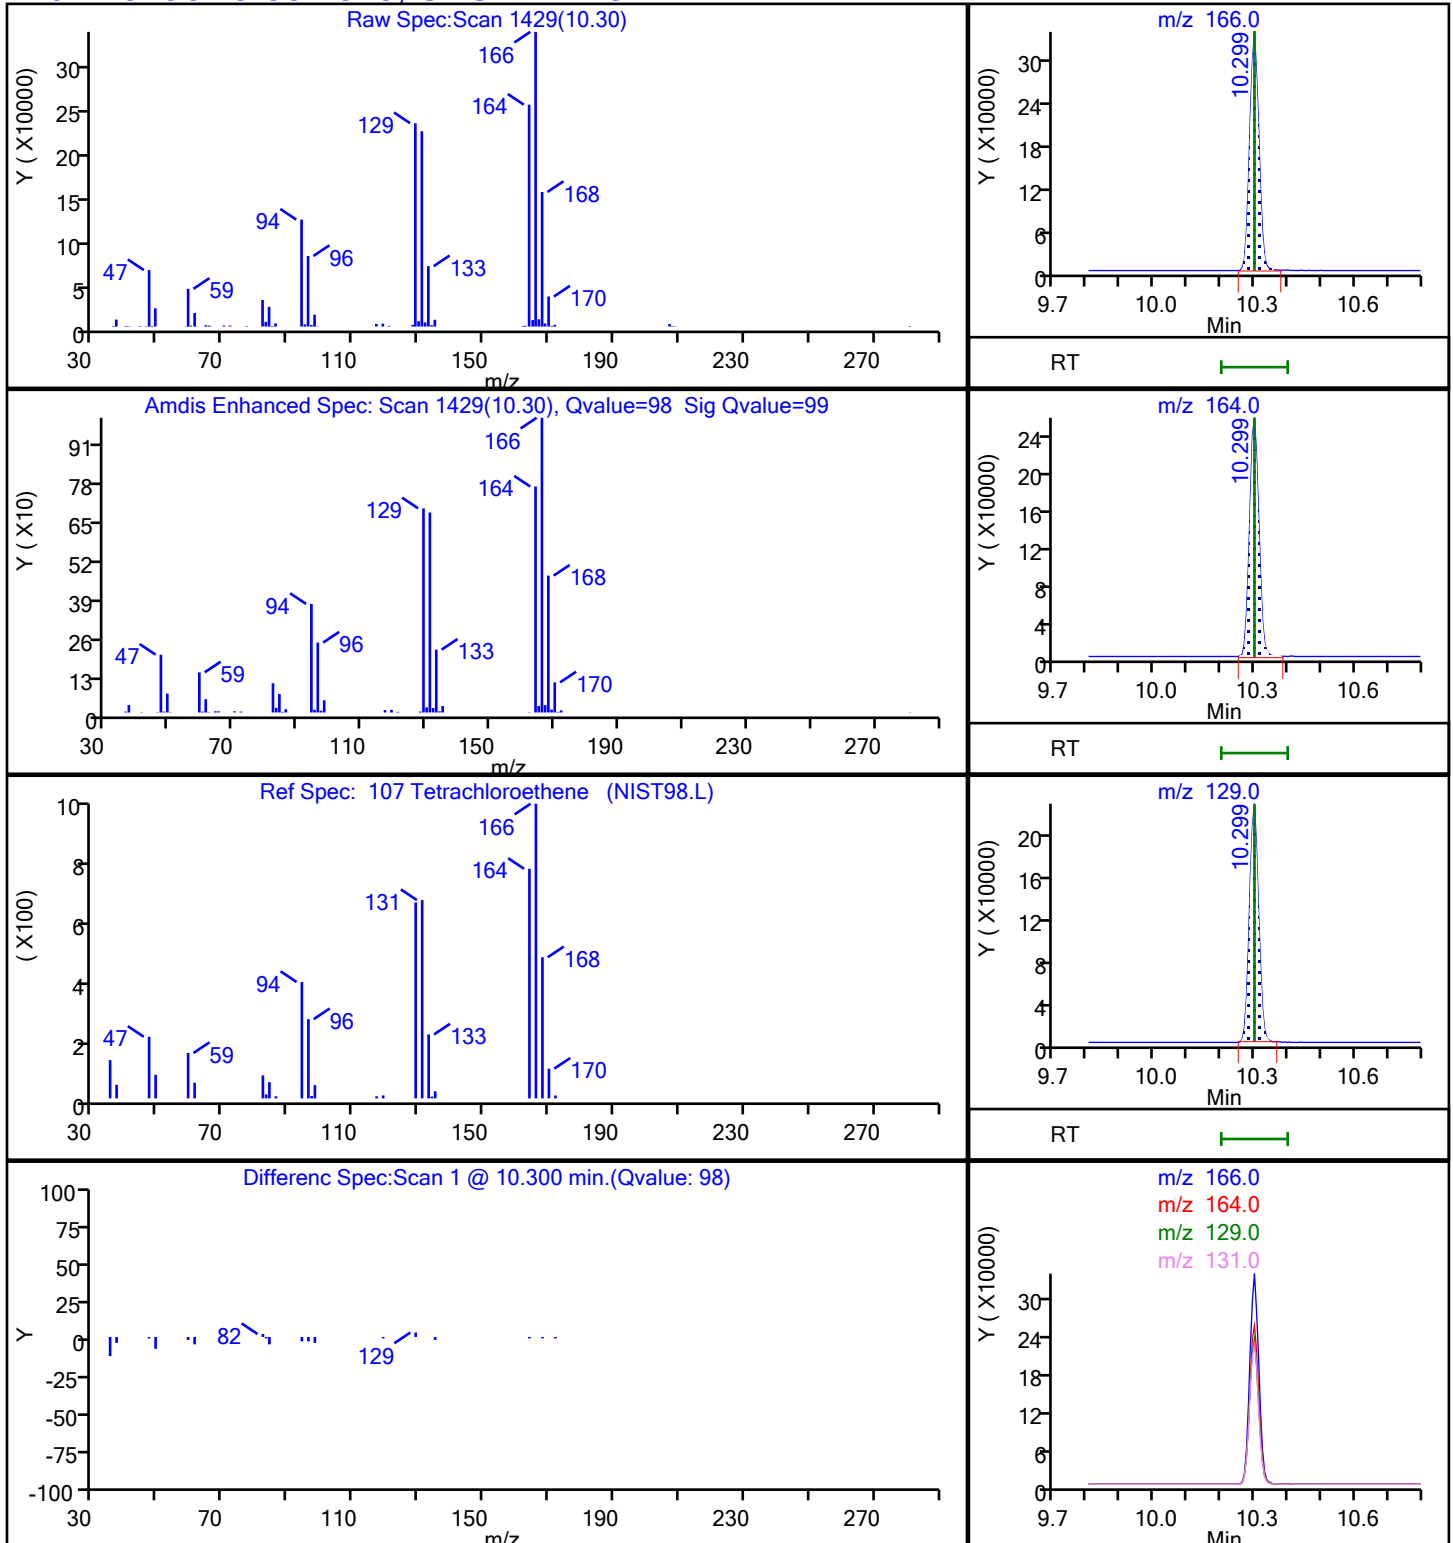 Raw Spec:Scan 1429(10.30)
Y ( X10000)
30
25
20
15
10
5
0
166
164
129
168
94
96
133
47
59
170
30 70 110 150 190 230 270
m/z
m/z 166.0
Y ( X10000)
30
24
18
12
6
0
10.299
9.7 10.0 10.3 10.6
Min
RT
Amdis Enhanced Spec: Scan 1429(10.30), Qvalue=98 Sig Qvalue=99
Y ( X10)
91
78
65
52
39
26
13
0
166
164
129
168
94
96
133
47
59
170
30 70 110 150 190 230 270
m/z
m/z 164.0
Y ( X10000)
24
20
16
12
8
4
0
10.299
9.7 10.0 10.3 10.6
Min
RT
Ref Spec: 107 Tetrachloroethene (NIST98.L)
( X100)
10
8
6
4
2
0
166
164
131
168
94
96
133
47
59
170
30 70 110 150 190 230 270
m/z 129.0
Y ( X10000)
20
16
12
8
4
0
10.299
9.7 10.0 10.3 10.6
Min
RT
Differenc Spec:Scan 1 @ 10.300 min.(Qvalue: 98)
Y
100
75
50
25
0
-25
-50
-75
-100
82
129
30 70 110 150 190 230 270
m/z
m/z 166.0
m/z 164.0
m/z 129.0
m/z 131.0
Y ( X10000)
30
24
18
12
6
0
9.7 10.0 10.3 10.6
Min